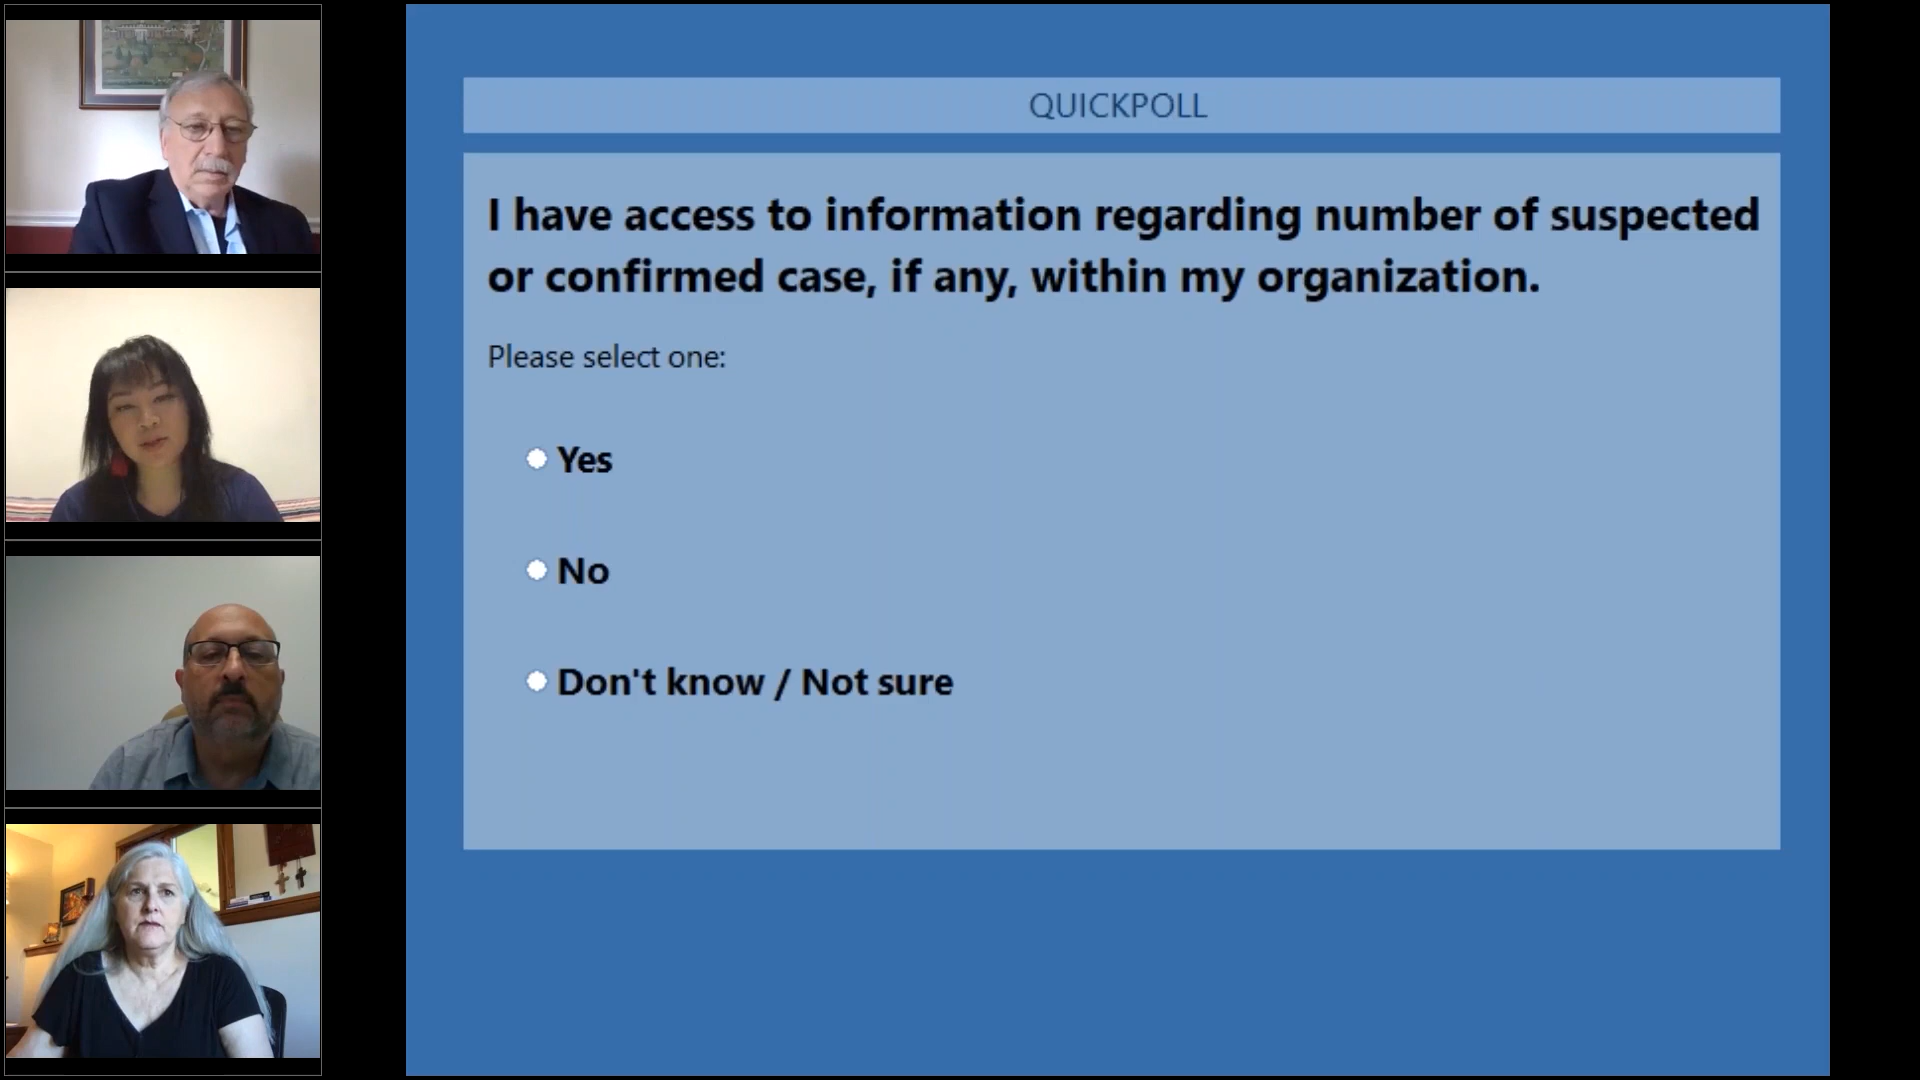 QUICKPOLL
I have access to information regarding number of suspected
or confirmed case, if any, within my organization.
Please select one:
Yes
No
Don't know / Not sure